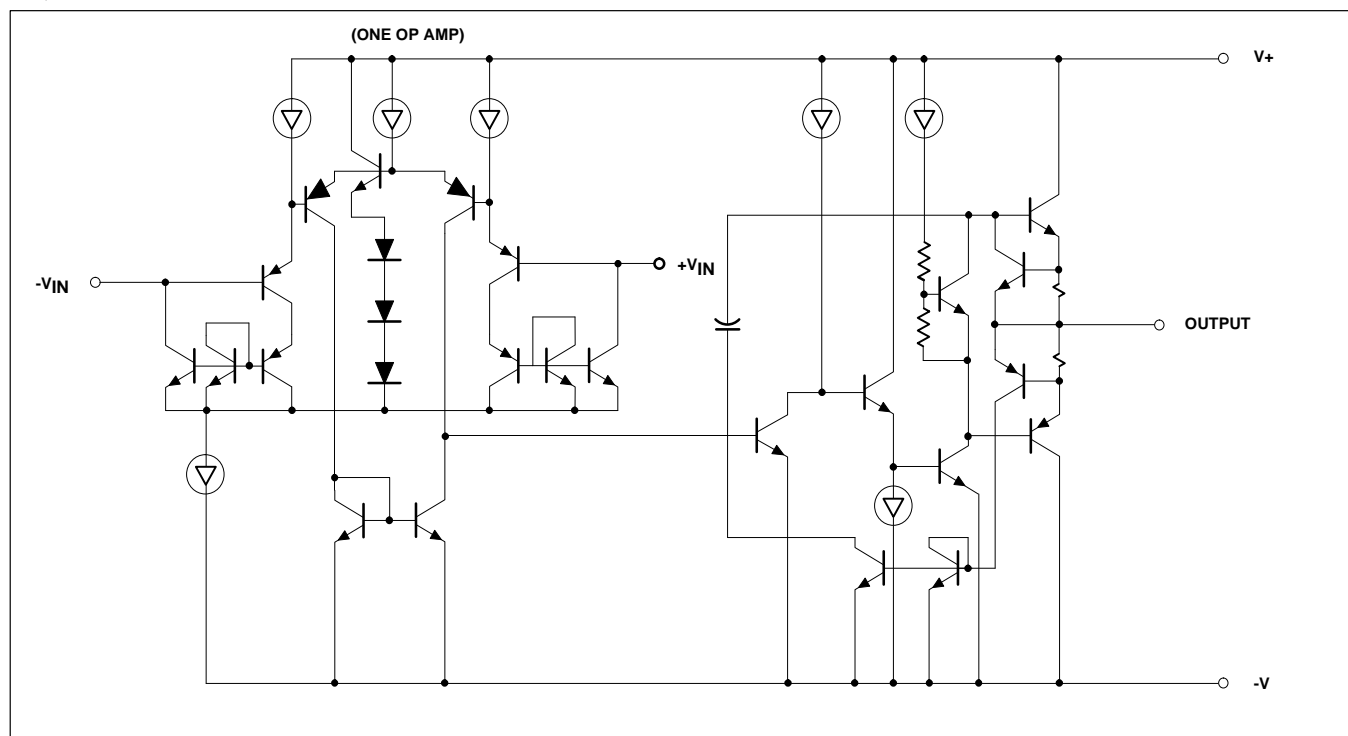 (ONE OP AMP)
V+
-VIN
+VIN
OUTPUT
-V